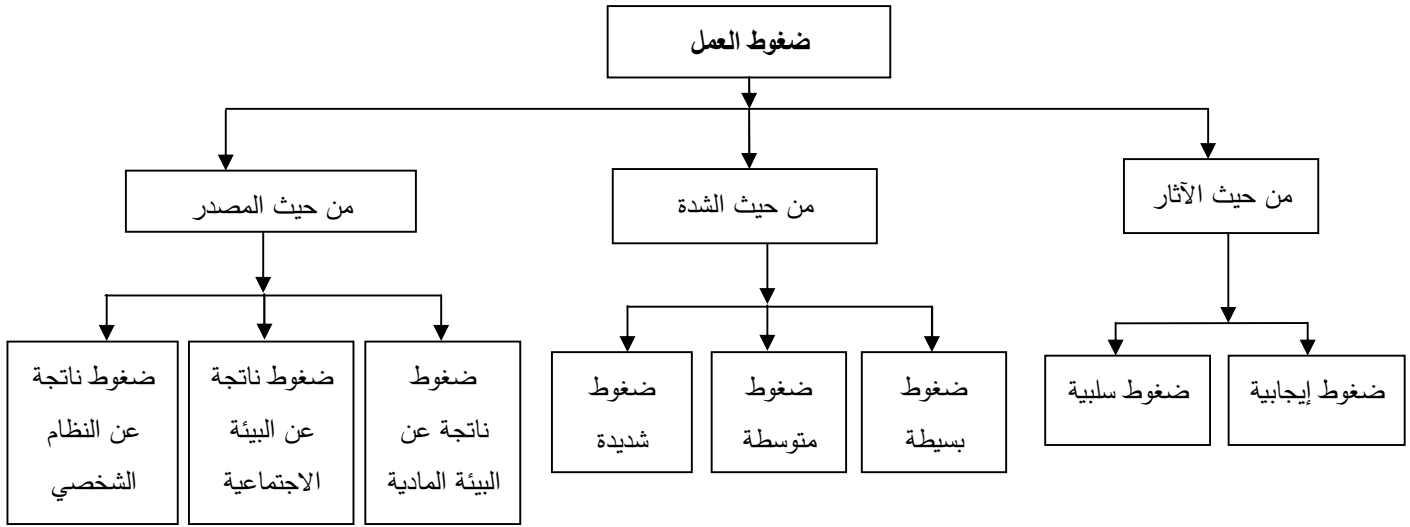 ضغوط العمل
من حيث الآثار
من حيث الشدة
من حيث المصدر
ضغوط إيجابية
ضغوط سلبية
ضغوط
بسيطة
ضغوط
متوسطة
ضغوط
شديدة
ضغوط
ناتجة عن
البيئة المادية
ضغوط ناتجة
عن البيئة
الاجتماعية
ضغوط ناتجة
عن النظام
الشخصي